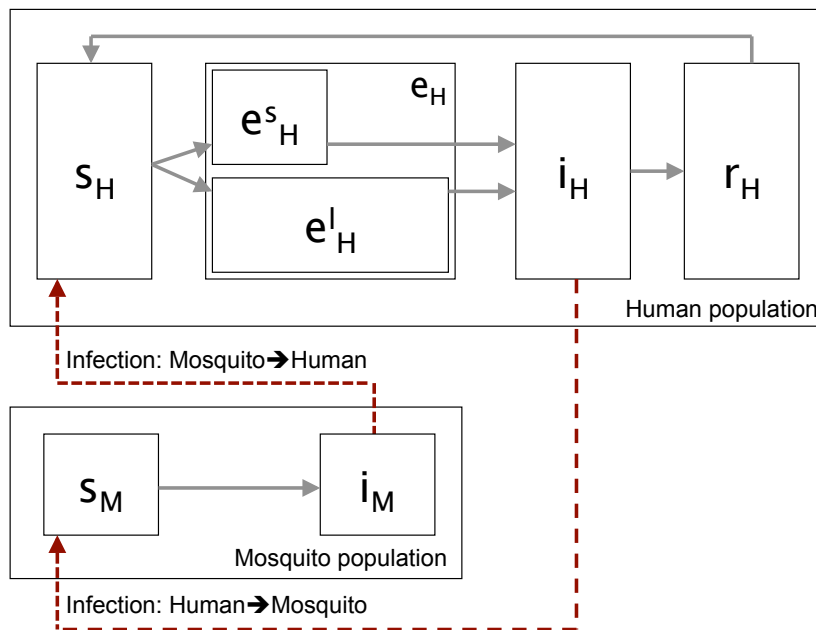 s_H
e_H
e^s_H
e^l_H
i_H
r_H
Human population
Infection: Mosquito➔Human
s_M
i_M
Mosquito population
Infection: Human➔Mosquito